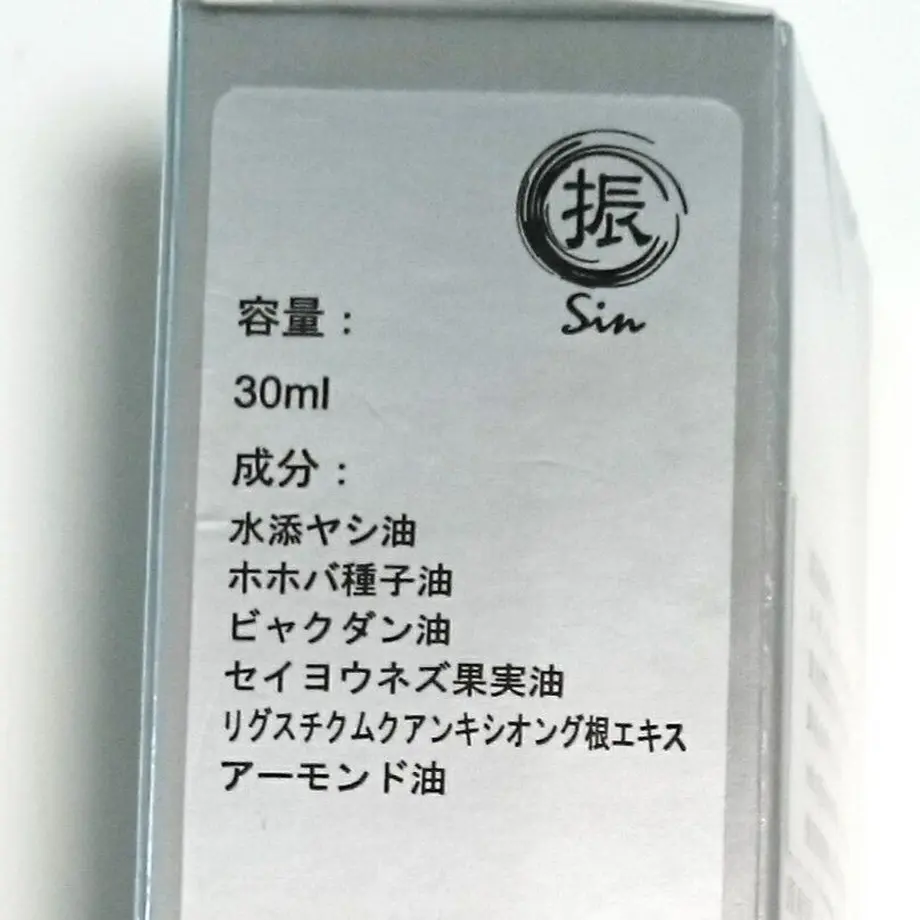 振
Sin
容量：
30ml
成分：
水添ヤシ油
ホホバ種子油
ビャクダン油
セイヨウネズ果実油
リグスチクムクアンキシオング根エキス
アーモンド油